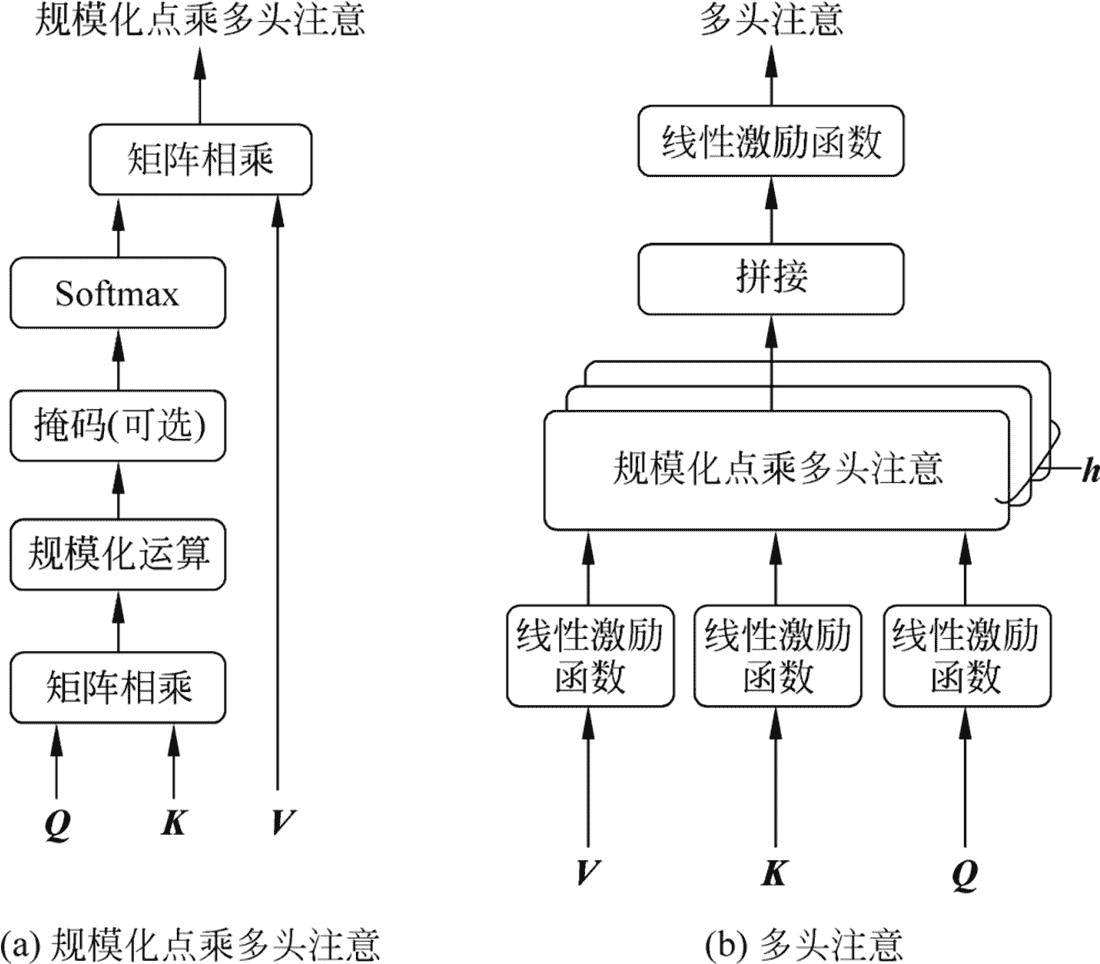 规模化点乘多头注意
矩阵相乘
Softmax
掩码(可选)
规模化运算
矩阵相乘
Q
K
V
(a) 规模化点乘多头注意
多头注意
线性激励函数
拼接
规模化点乘多头注意
h
线性激励
函数
线性激励
函数
线性激励
函数
V
K
Q
(b) 多头注意